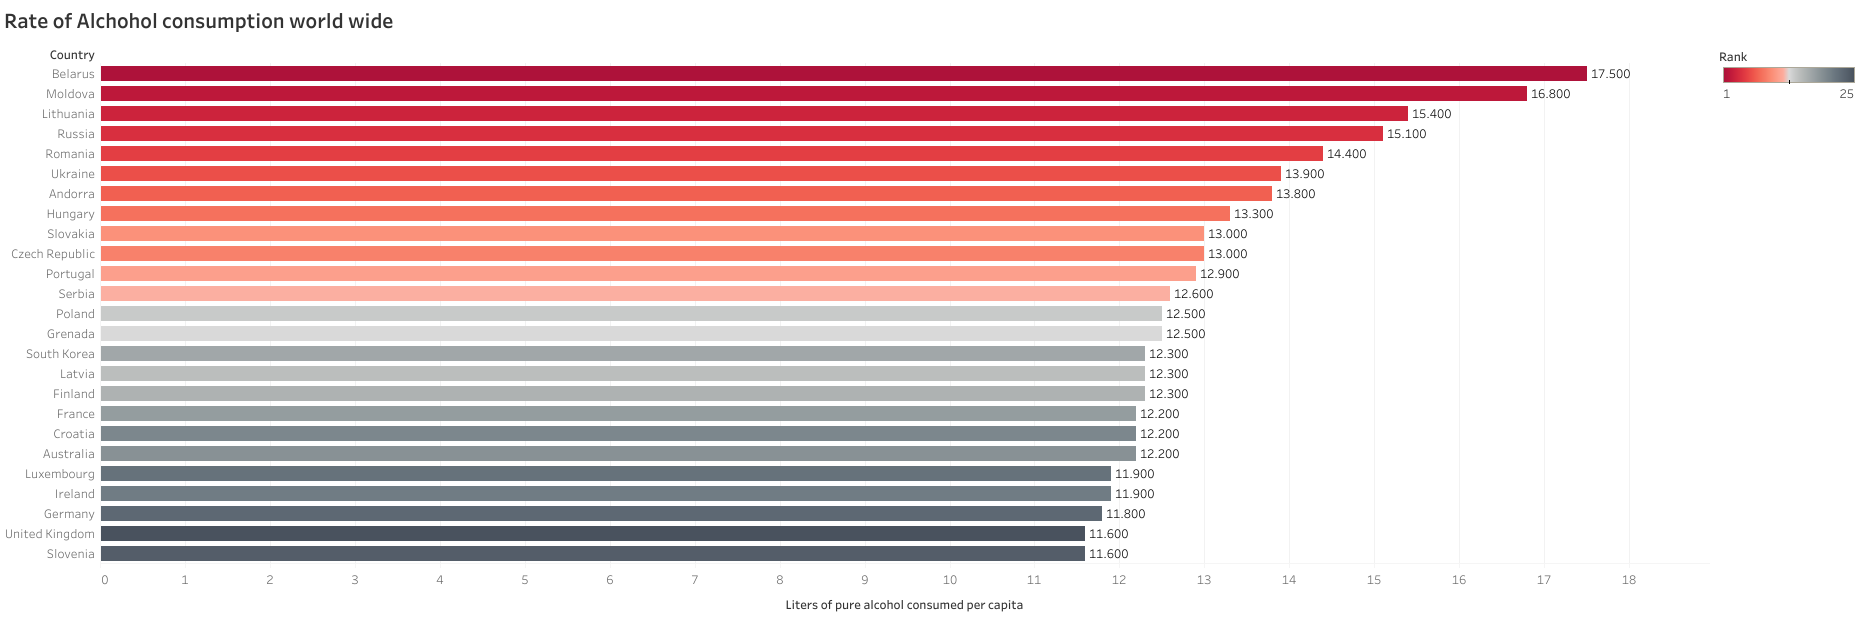 Rate of Alchohol consumption world wide
Country
Rank
1 25
Belarus 17.500
Moldova 16.800
Lithuania 15.400
Russia 15.100
Romania 14.400
Ukraine 13.900
Andorra 13.800
Hungary 13.300
Slovakia 13.000
Czech Republic 13.000
Portugal 12.900
Serbia 12.600
Poland 12.500
Grenada 12.500
South Korea 12.300
Latvia 12.300
Finland 12.300
France 12.200
Croatia 12.200
Australia 12.200
Luxembourg 11.900
Ireland 11.900
Germany 11.800
United Kingdom 11.600
Slovenia 11.600
0 1 2 3 4 5 6 7 8 9 10 11 12 13 14 15 16 17 18
Liters of pure alcohol consumed per capita